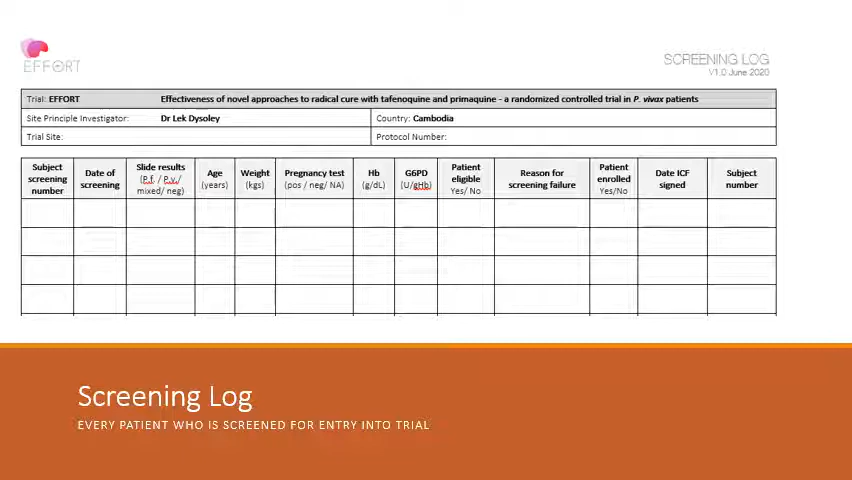 EFFORT
SCREENING LOG
V1.0 June 2020
Trial: EFFORT Effectiveness of novel approaches to radical cure with tafenoquine and primaquine - a randomized controlled trial in P. vivax patients
Site Principle Investigator: Dr Lek Dysoley Country: Cambodia
Trial Site: Protocol Number:
Subject screening number
Date of screening
Slide results (P.f. / P.v./ mixed/ neg)
Age (years)
Weight (kgs)
Pregnancy test (pos / neg/ NA)
Hb (g/dL)
G6PD (U/gHb)
Patient eligible Yes/ No
Reason for screening failure
Patient enrolled Yes/No
Date ICF signed
Subject number
Screening Log
EVERY PATIENT WHO IS SCREENED FOR ENTRY INTO TRIAL